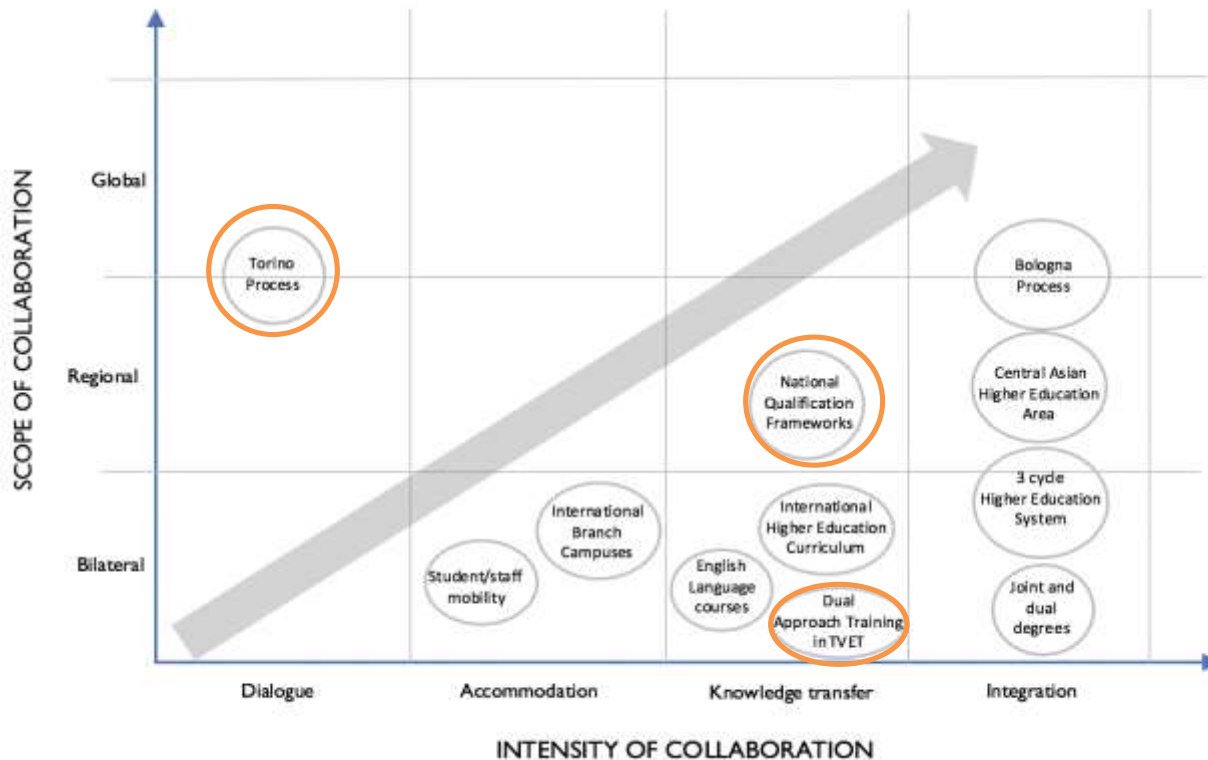 SCOPE OF COLLABORATION
Global
Regional
Bilateral
Torino
Process
Bologna
Process
National
Qualification
Frameworks
Central Asian
Higher Education
Area
3 cycle
Higher Education
System
International
Branch
Campuses
International
Higher Education
Curriculum
Student/staff
mobility
English
Language
courses
Dual
Approach Training
in TVET
Joint and
dual
degrees
Dialogue
Accommodation
Knowledge transfer
Integration
INTENSITY OF COLLABORATION